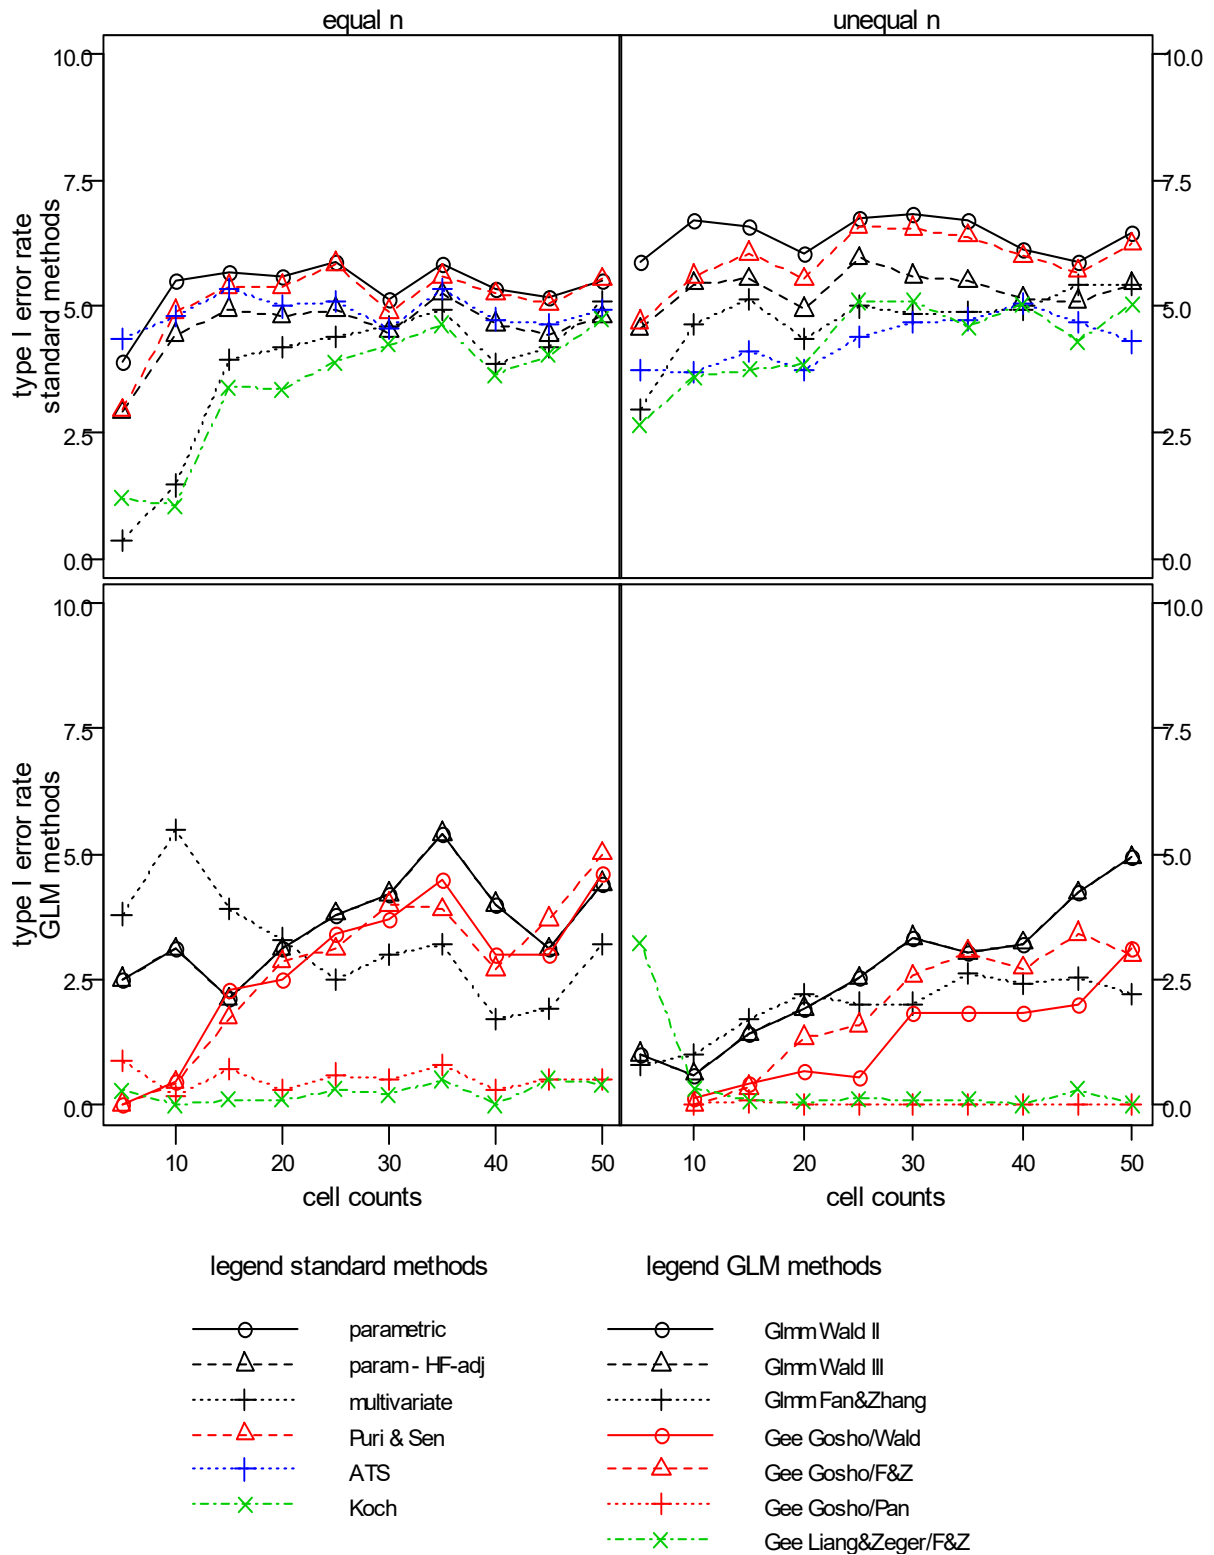 equal n
unequal n
10.0
7.5
5.0
2.5
0.0
type I error rate
standard methods
10.0
7.5
5.0
2.5
0.0
10.0
7.5
5.0
2.5
0.0
type I error rate
GLM methods
10.0
7.5
5.0
2.5
0.0
10 20 30 40 50
10 20 30 40 50
cell counts
cell counts
legend standard methods
parametric
param - HF-adj
multivariate
Puri & Sen
ATS
Koch
legend GLM methods
Glmm Wald II
Glmm Wald III
Glmm Fan&Zhang
Gee Gosho/Wald
Gee Gosho/F&Z
Gee Gosho/Pan
Gee Liang&Zeger/F&Z